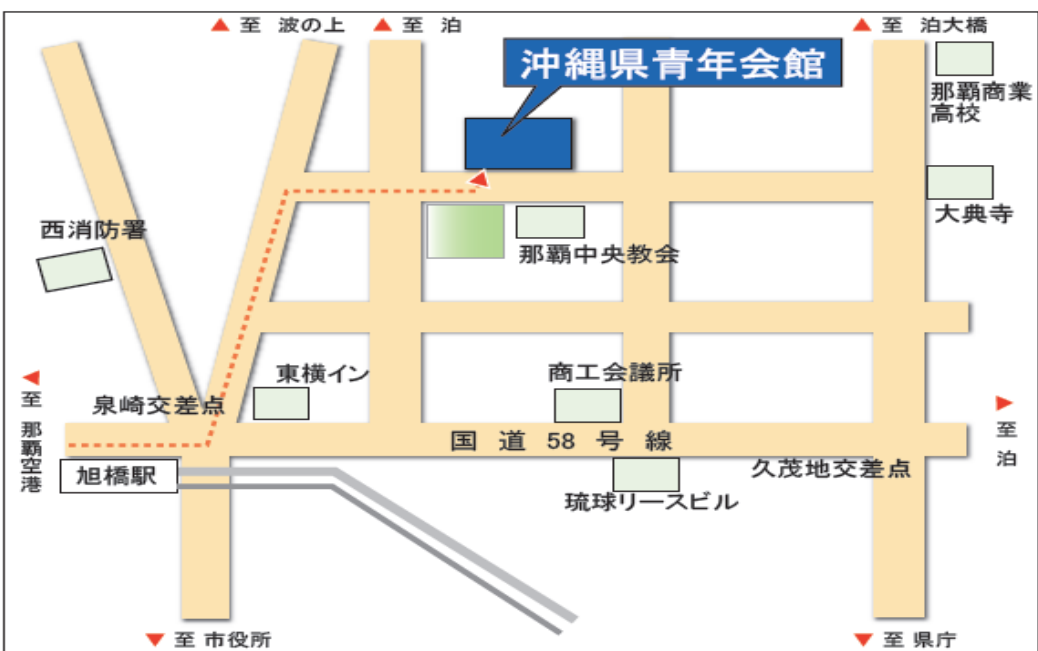 至 波の上
至 泊
至 泊大橋
沖縄県青年会館
那覇商業
高校
大典寺
西消防署
那覇中央教会
東横イン
商工会議所
泉崎交差点
至 那覇空港
国道58号線
至 泊
旭橋駅
久茂地交差点
琉球リースビル
至 市役所
至 県庁